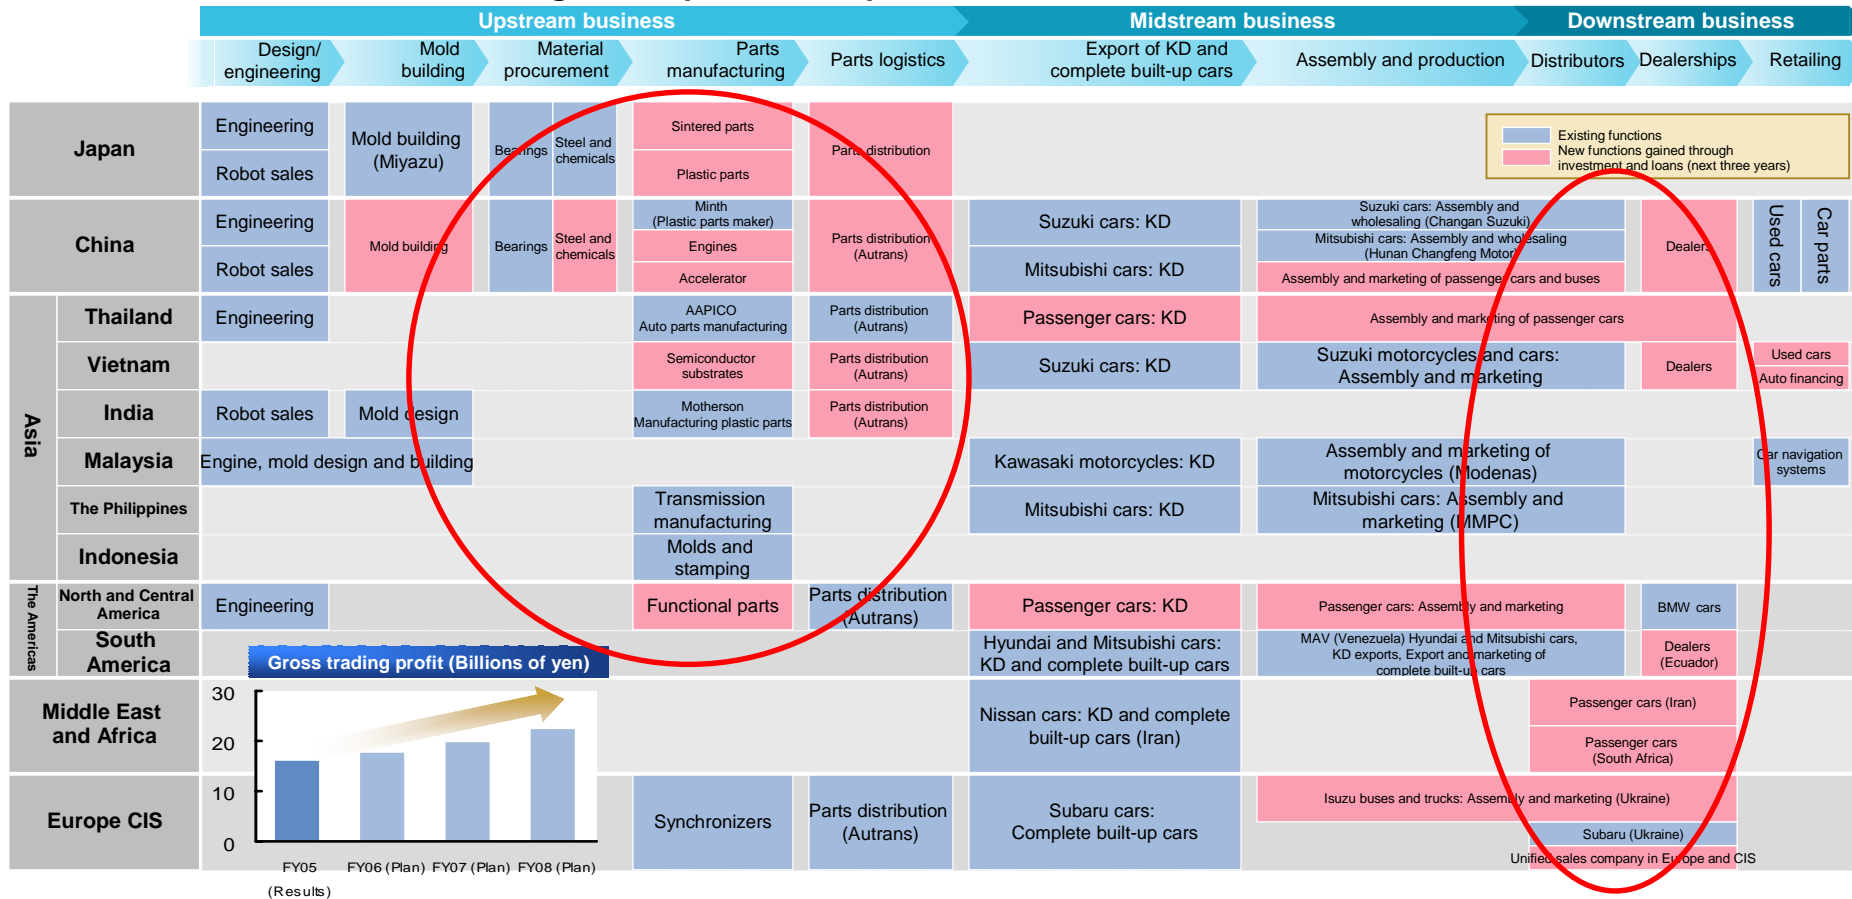 Upstream business
Midstream business
Downstream business
Design/
engineering
Mold
building
Material
procurement
Parts
manufacturing
Parts logistics
Export of KD and
complete built-up cars
Assembly and production
Distributors
Dealerships
Retailing
Existing functions
New functions gained through
investment and loans (next three years)
Japan
Engineering
Robot sales
Mold building
(Miyazu)
Bearings
Steel and
chemicals
Sintered parts
Plastic parts
Parts distribution
China
Engineering
Robot sales
Mold building
Bearings
Steel and
chemicals
Minth
(Plastic parts maker)
Engines
Accelerator
Parts distribution
(Autrans)
Suzuki cars: KD
Mitsubishi cars: KD
Suzuki cars: Assembly and
wholesaling (Changan Suzuki)
Mitsubishi cars: Assembly and wholesaling
(Hunan Changfeng Motor)
Assembly and marketing of passenger cars and buses
Dealers
Used cars
Car parts
Asia
Thailand
Engineering
AAPICO
Auto parts manufacturing
Parts distribution
(Autrans)
Passenger cars: KD
Assembly and marketing of passenger cars
Vietnam
Semiconductor
substrates
Parts distribution
(Autrans)
Suzuki cars: KD
Suzuki motorcycles and cars:
Assembly and marketing
Dealers
Used cars
Auto financing
India
Robot sales
Mold design
Motherson
Manufacturing plastic parts
Parts distribution
(Autrans)
Malaysia
Engine, mold design and building
Kawasaki motorcycles: KD
Assembly and marketing of
motorcycles (Modenas)
Car navigation
systems
The Philippines
Transmission
manufacturing
Mitsubishi cars: KD
Mitsubishi cars: Assembly and
marketing (MMPC)
Indonesia
Molds and
stamping
The Americas
North and Central
America
Engineering
Functional parts
Parts distribution
(Autrans)
Passenger cars: KD
Passenger cars: Assembly and marketing
BMW cars
South
America
Hyundai and Mitsubishi cars:
KD and complete built-up cars
MAV (Venezuela) Hyundai and Mitsubishi cars,
KD exports, Export and marketing of
complete built-up cars
Dealers
(Ecuador)
Middle East
and Africa
Nissan cars: KD and complete
built-up cars (Iran)
Passenger cars (Iran)
Passenger cars
(South Africa)
Europe CIS
Synchronizers
Parts distribution
(Autrans)
Subaru cars:
Complete built-up cars
Isuzu buses and trucks: Assembly and marketing (Ukraine)
Subaru (Ukraine)
Unified sales company in Europe and CIS
Gross trading profit (Billions of yen)
30
20
10
0
FY05
(Results)
FY06 (Plan)
FY07 (Plan)
FY08 (Plan)